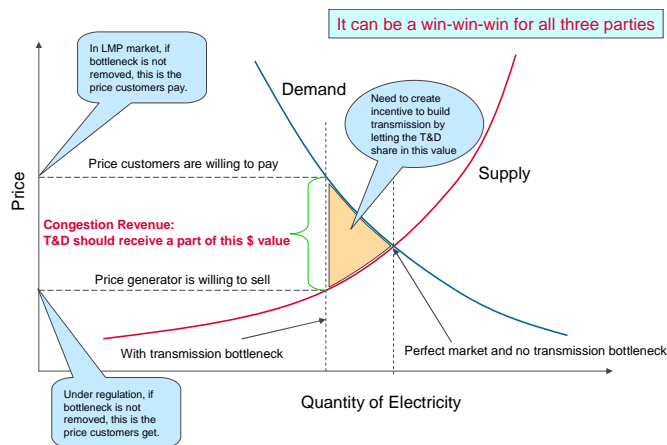 It can be a win-win-win for all three parties
In LMP market, if
bottleneck is not
removed, this is the
price customers pay.
Demand
Need to create
incentive to build
transmission by
letting the T&D
share in this value
Price customers are willing to pay
Supply
Price
Congestion Revenue:
T&D should receive a part of this $ value
Price generator is willing to sell
With transmission bottleneck
Perfect market and no transmission bottleneck
Under regulation, if
bottleneck is not
removed, this is the
price customers get.
Quantity of Electricity